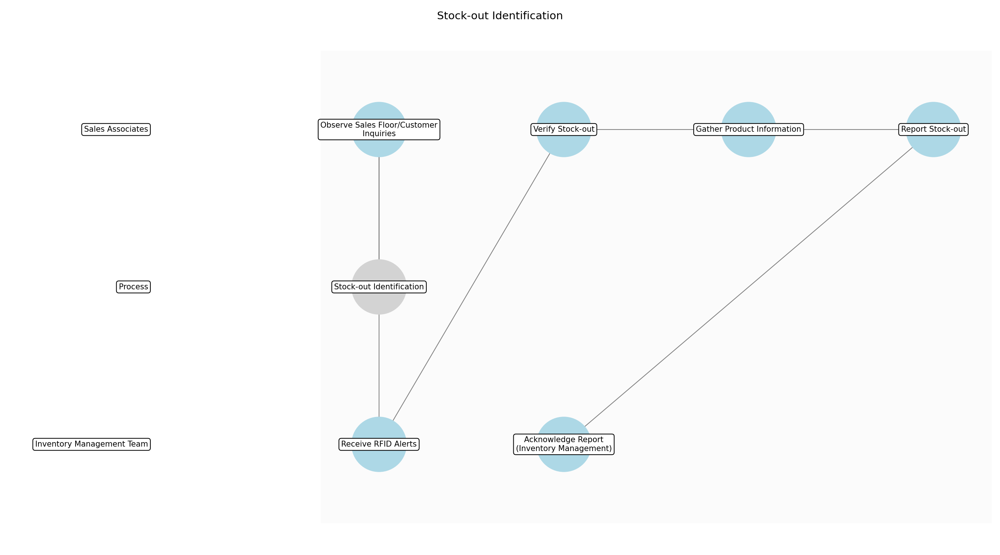 Stock-out Identification
Sales Associates
Observe Sales Floor/Customer
Inquiries
Verify Stock-out
Gather Product Information
Report Stock-out
Process
Stock-out Identification
Inventory Management Team
Receive RFID Alerts
Acknowledge Report
(Inventory Management)